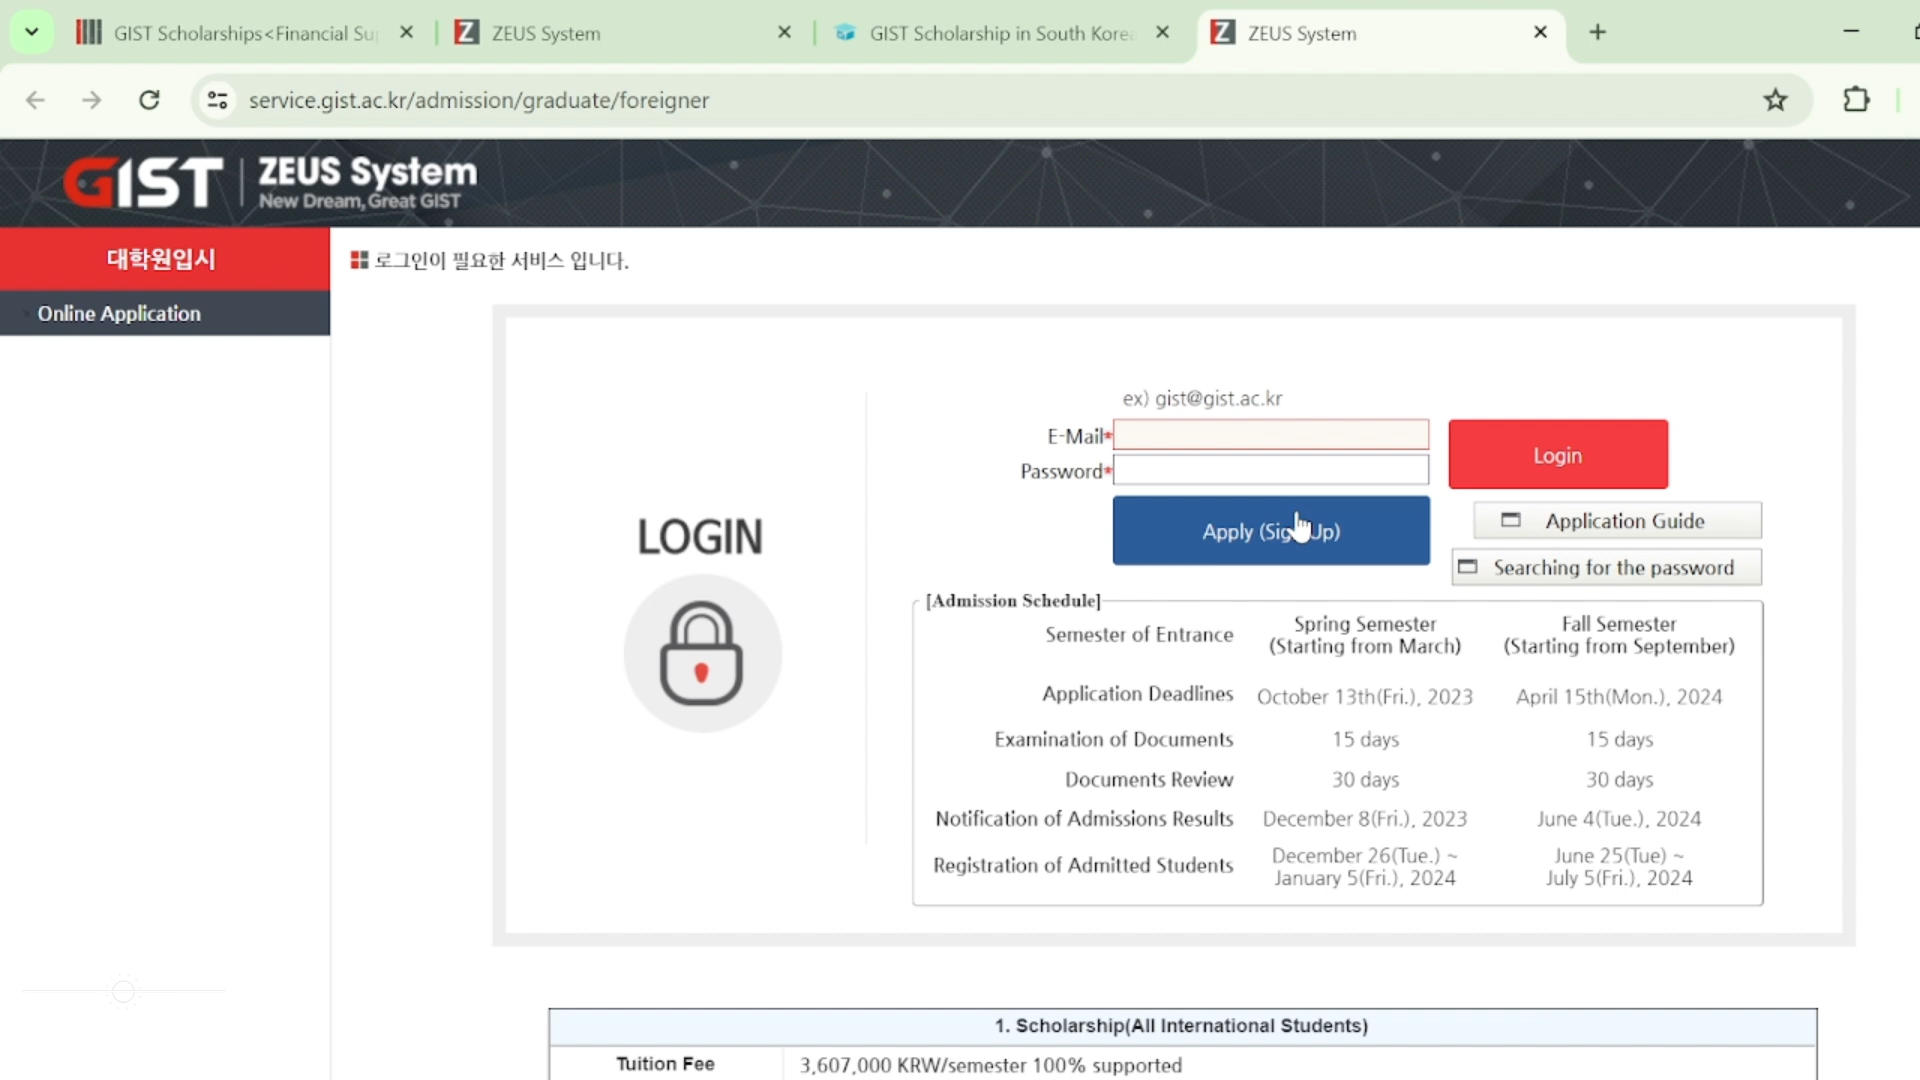 GIST Scholarships<Financial Su
ZEUS System
GIST Scholarship in South Korea
ZEUS System
service.gist.ac.kr/admission/graduate/foreigner
GIST
ZEUS System
New Dream, Great GIST
대학원입시
로그인이 필요한 서비스 입니다.
Online Application
ex) gist@gist.ac.kr
E-Mail*
Password*
Login
Apply (Sign Up)
Application Guide
Searching for the password
LOGIN
[Admission Schedule]
Semester of Entrance
Spring Semester
(Starting from March)
Fall Semester
(Starting from September)
Application Deadlines
October 13th(Fri.), 2023
April 15th(Mon.), 2024
Examination of Documents
15 days
15 days
Documents Review
30 days
30 days
Notification of Admissions Results
December 8(Fri.), 2023
June 4(Tue.), 2024
Registration of Admitted Students
December 26(Tue.) ~
January 5(Fri.), 2024
June 25(Tue) ~
July 5(Fri.), 2024
1. Scholarship(All International Students)
Tuition Fee
3,607,000 KRW/semester 100% supported